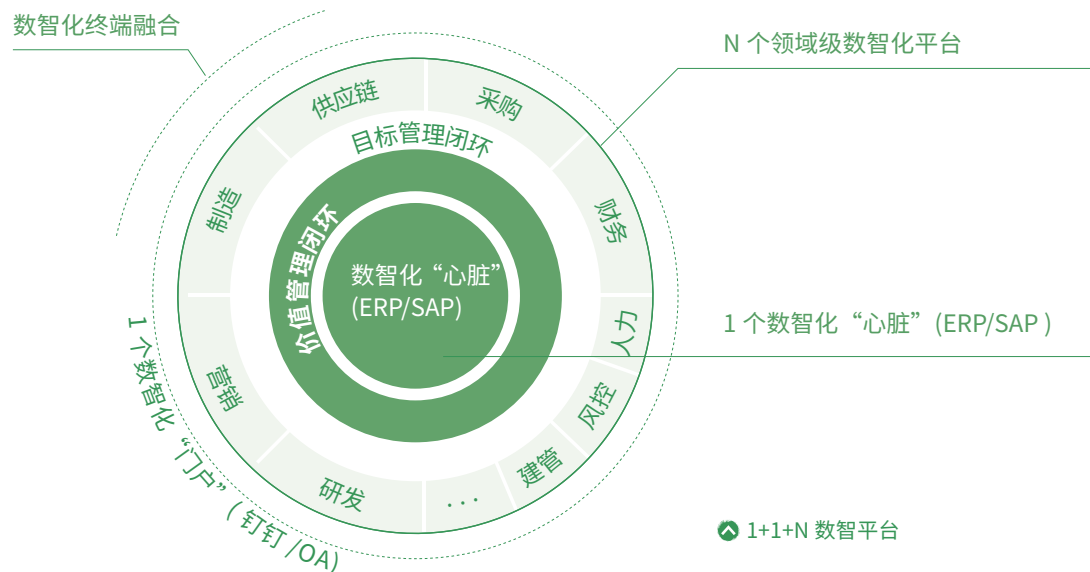 数智化终端融合
N 个领域级数智化平台
供应链
采购
目标管理闭环
制造
财务
价值管理闭环
数智化“心脏”
(ERP/SAP)
1 个数智化“心脏”(ERP/SAP )
人力
营销
风控
建管
研发
...
1 个数智化“门户”( 钉钉 /OA)
1+1+N 数智平台